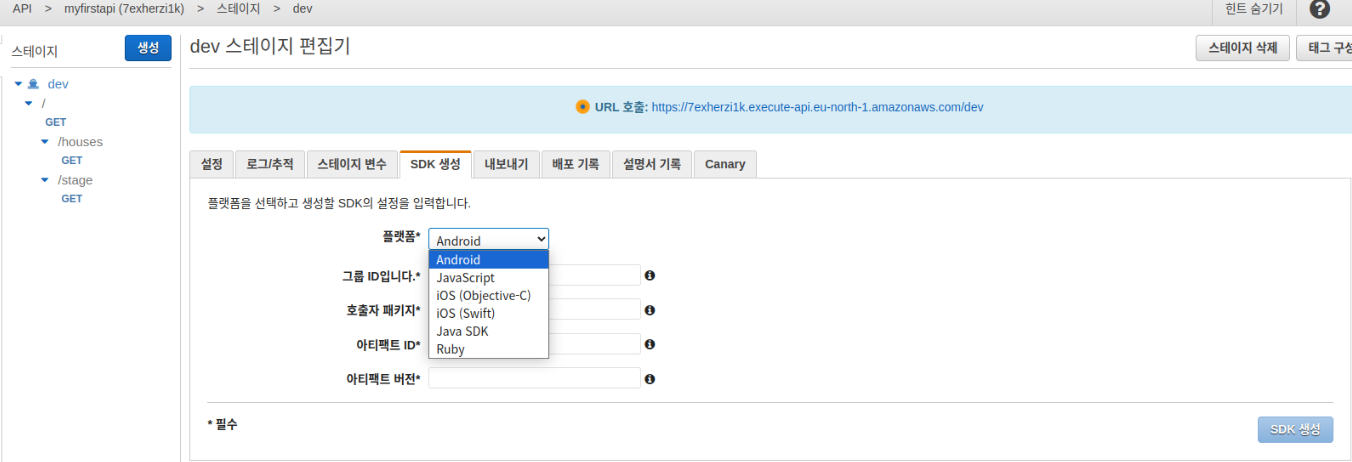 API > myfirstapi (7exherzi1k) > 스테이지 > dev
힌트 숨기기
?
스테이지
생성
dev
/
GET
/houses
GET
/stage
GET
dev 스테이지 편집기
스테이지 삭제
태그 구성
URL 호출: https://7exherzi1k.execute-api.eu-north-1.amazonaws.com/dev
설정
로그/추적
스테이지 변수
SDK 생성
내보내기
배포 기록
설명서 기록
Canary
플랫폼을 선택하고 생성할 SDK의 설정을 입력합니다.
플랫폼*
Android
Android
JavaScript
iOS (Objective-C)
iOS (Swift)
Java SDK
Ruby
그룹 ID입니다.*
호출자 패키지*
아티팩트 ID*
아티팩트 버전*
* 필수
SDK 생성